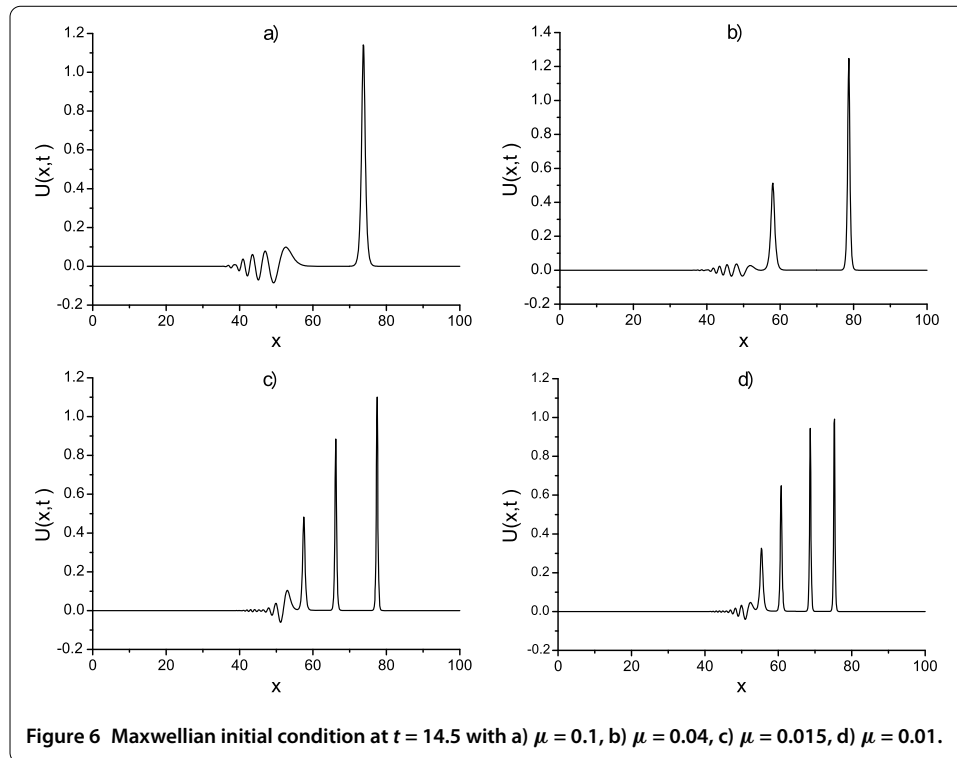 a)
1.2
1.0
0.8
0.6
0.4
0.2
0.0
-0.2
U(x,t)
0 20 40 60 80 100
x
b)
1.4
1.2
1.0
0.8
0.6
0.4
0.2
0.0
-0.2
U(x,t)
0 20 40 60 80 100
x
c)
1.2
1.0
0.8
0.6
0.4
0.2
0.0
-0.2
U(x,t)
0 20 40 60 80 100
x
d)
1.2
1.0
0.8
0.6
0.4
0.2
0.0
-0.2
U(x,t)
0 20 40 60 80 100
x
Figure 6 Maxwellian initial condition at t = 14.5 with a) μ = 0.1, b) μ = 0.04, c) μ = 0.015, d) μ = 0.01.